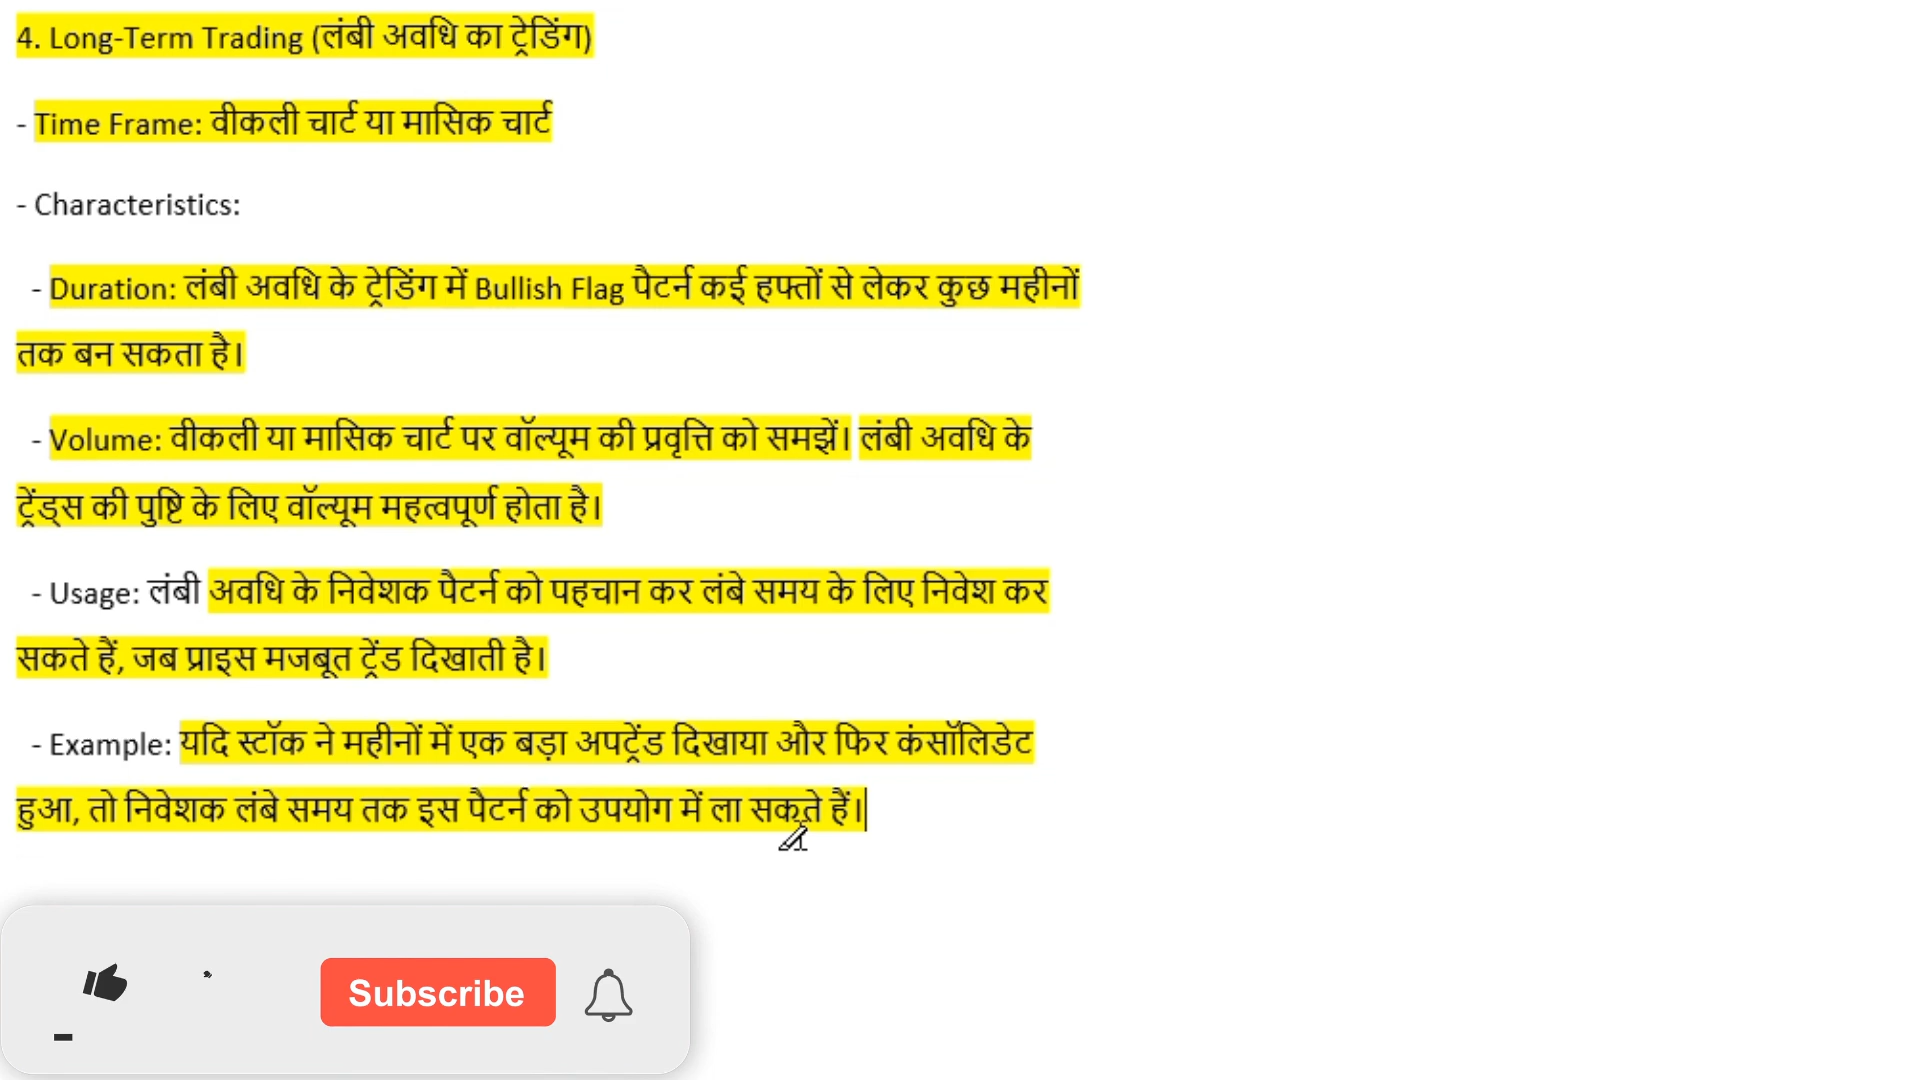 4. Long-Term Trading (लंबी अवधि का ट्रेडिंग)
- Time Frame: वीकली चार्ट या मासिक चार्ट
- Characteristics:
- Duration: लंबी अवधि के ट्रेडिंग में Bullish Flag पैटर्न कई हफ्तों से लेकर कुछ महीनों
तक बन सकता है।
- Volume: वीकली या मासिक चार्ट पर वॉल्यूम की प्रवृत्ति को समझें। लंबी अवधि के
ट्रेंड्स की पुष्टि के लिए वॉल्यूम महत्वपूर्ण होता है।
- Usage: लंबी अवधि के निवेशक पैटर्न को पहचान कर लंबे समय के लिए निवेश कर
सकते हैं, जब प्राइस मजबूत ट्रेंड दिखाती है।
- Example: यदि स्टॉक ने महीनों में एक बड़ा अपट्रेंड दिखाया और फिर कंसॉलिडेट
हुआ, तो निवेशक लंबे समय तक इस पैटर्न को उपयोग में ला सकते हैं।
Subscribe